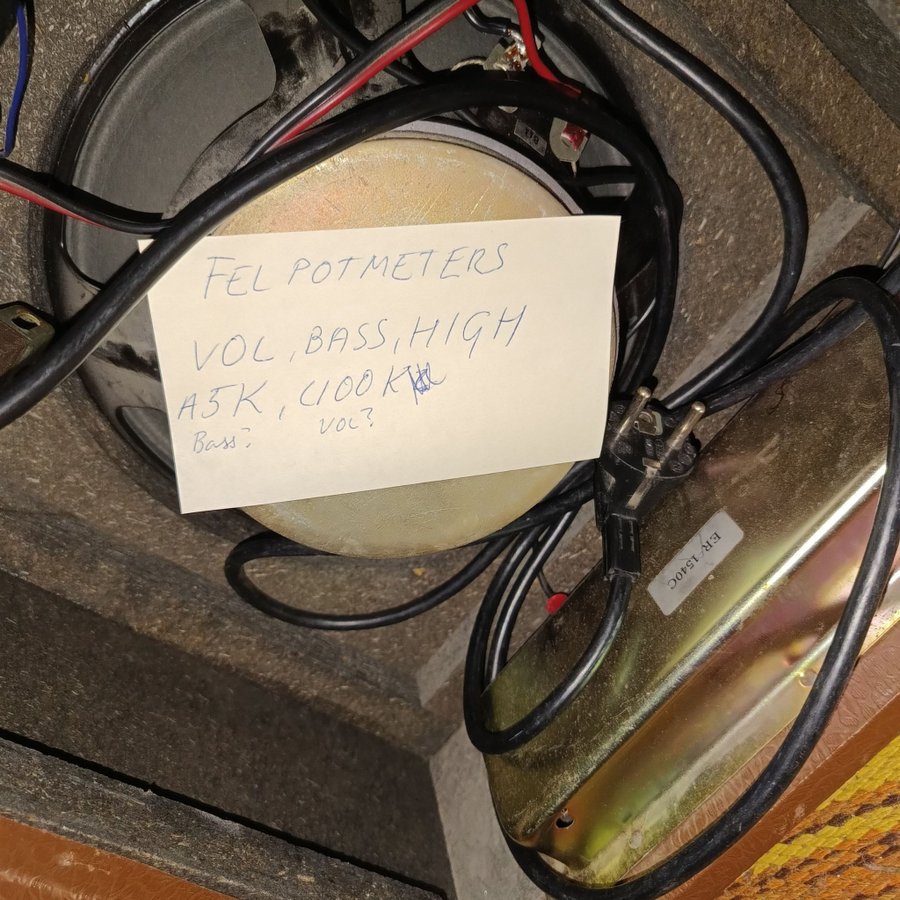 FEL POTMETERS
VOL, BASS, HIGH
A5K, C100K
Bass? VOL?
ER/1540C